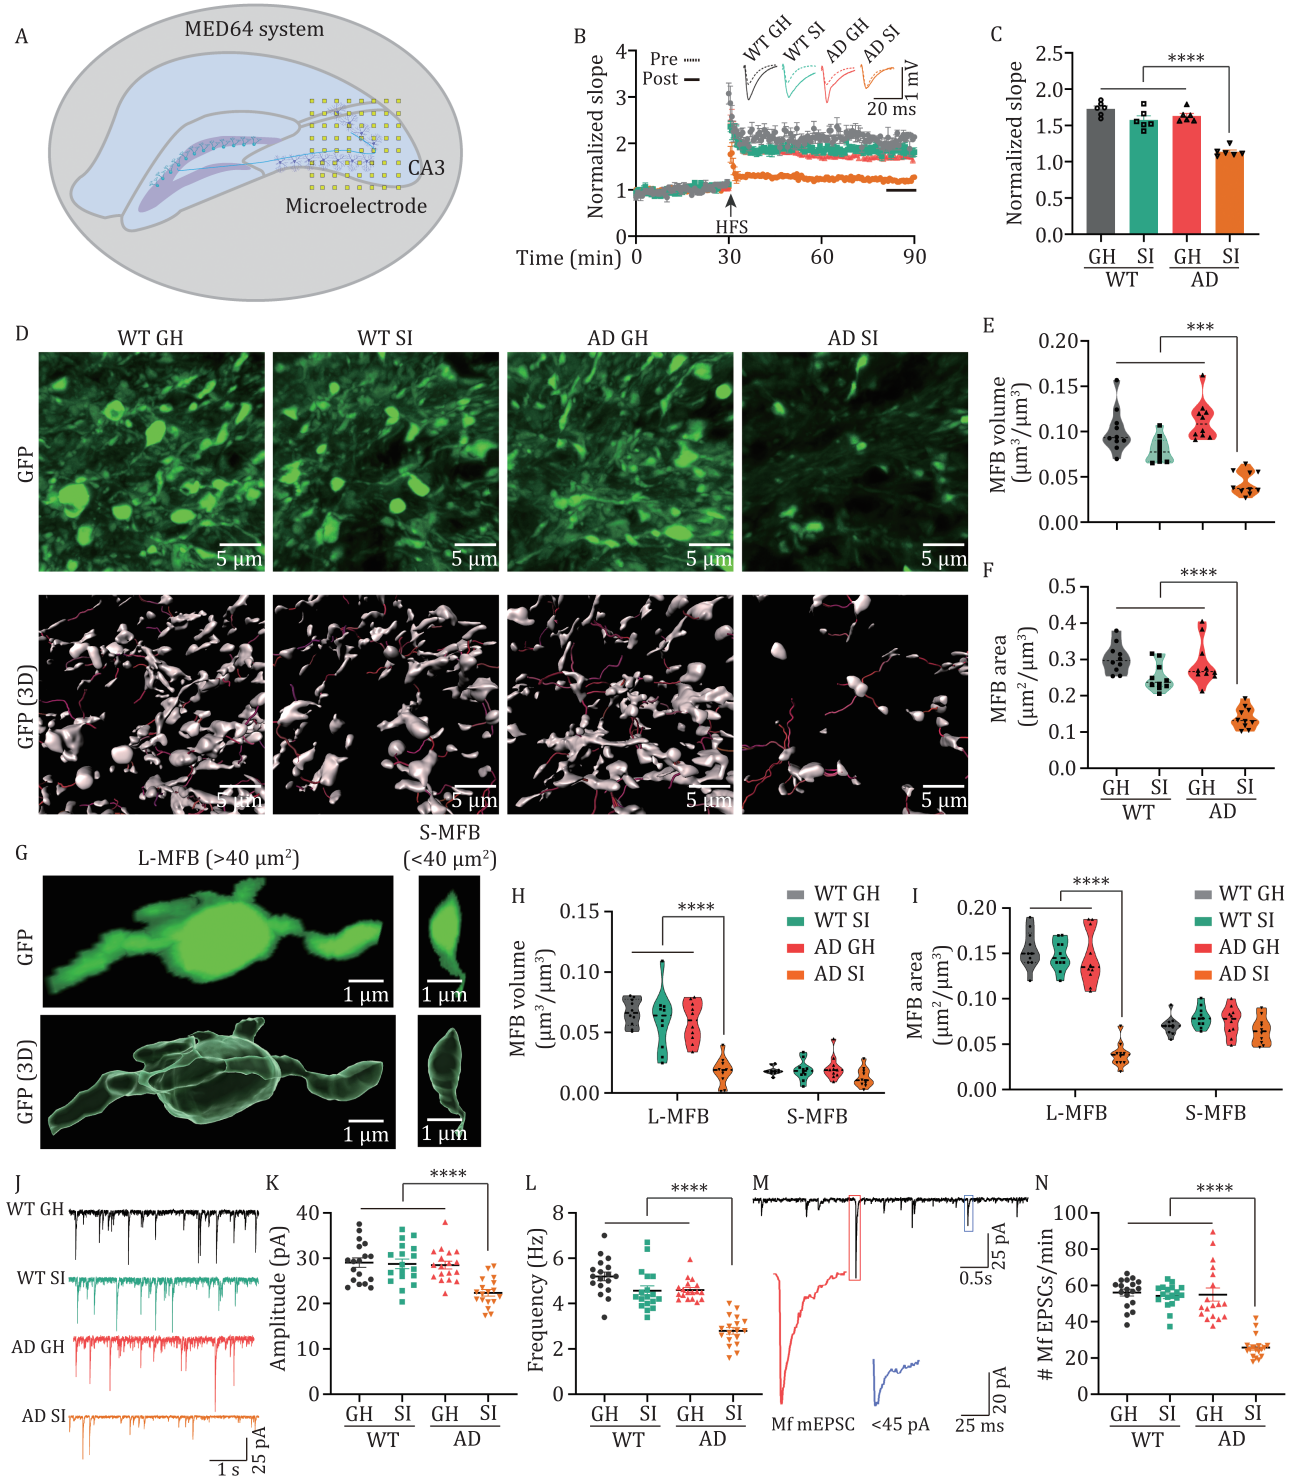 A
MED64 system
CA3
Microelectrode
B
Normalized slope
4
3
2
1
0
Pre
Post
WT GH
WT SI
AD GH
AD SI
1 mV
20 ms
HFS
Time (min)
0
30
60
90
C
Normalized slope
2.5
2.0
1.5
1.0
0.5
0.0
****
GH
SI
GH
SI
WT
AD
D
WT GH
WT SI
AD GH
AD SI
GFP
5 µm
5 µm
5 µm
5 µm
GFP (3D)
5 µm
5 µm
5 µm
5 µm
E
MFB volume
(µm³/µm³)
0.20
0.15
0.10
0.05
0.00
***
F
MFB area
(µm²/µm³)
0.5
0.4
0.3
0.2
0.1
0.0
****
GH
SI
GH
SI
WT
AD
G
L-MFB (>40 µm²)
S-MFB
(<40 µm²)
GFP
1 µm
1 µm
GFP (3D)
1 µm
1 µm
H
MFB volume
(µm³/µm³)
0.15
0.10
0.05
0.00
****
WT GH
WT SI
AD GH
AD SI
L-MFB
S-MFB
I
MFB area
(µm²/µm³)
0.20
0.15
0.10
0.05
0.00
****
WT GH
WT SI
AD GH
AD SI
L-MFB
S-MFB
J
WT GH
WT SI
AD GH
AD SI
1 s
25 pA
K
Amplitude (pA)
40
30
20
10
0
****
GH
SI
GH
SI
WT
AD
L
Frequency (Hz)
8
6
4
2
0
****
GH
SI
GH
SI
WT
AD
M
25 pA
0.5s
Mf mEPSC
<45 pA
20 pA
25 ms
N
# Mf EPSCs /min
100
80
60
40
20
0
****
GH
SI
GH
SI
WT
AD